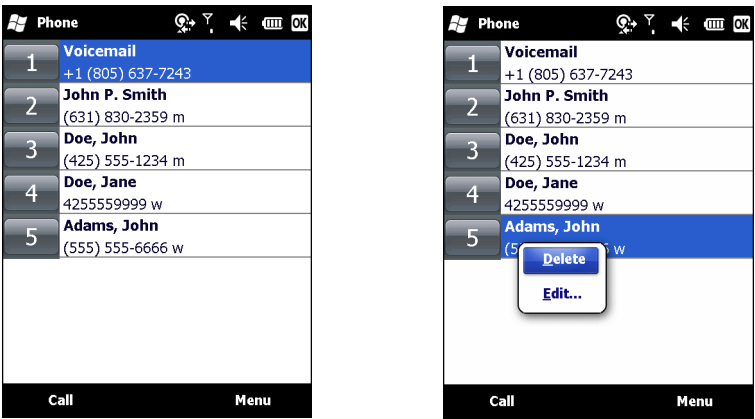 Phone
OK
1
Voicemail
+1 (805) 637-7243
2
John P. Smith
(631) 830-2359 m
3
Doe, John
(425) 555-1234 m
4
Doe, Jane
4255559999 w
5
Adams, John
(555) 555-6666 w
Call
Menu
Phone
OK
1
Voicemail
+1 (805) 637-7243
2
John P. Smith
(631) 830-2359 m
3
Doe, John
(425) 555-1234 m
4
Doe, Jane
4255559999 w
5
Adams, John
(5 w
Delete
Edit...
Call
Menu